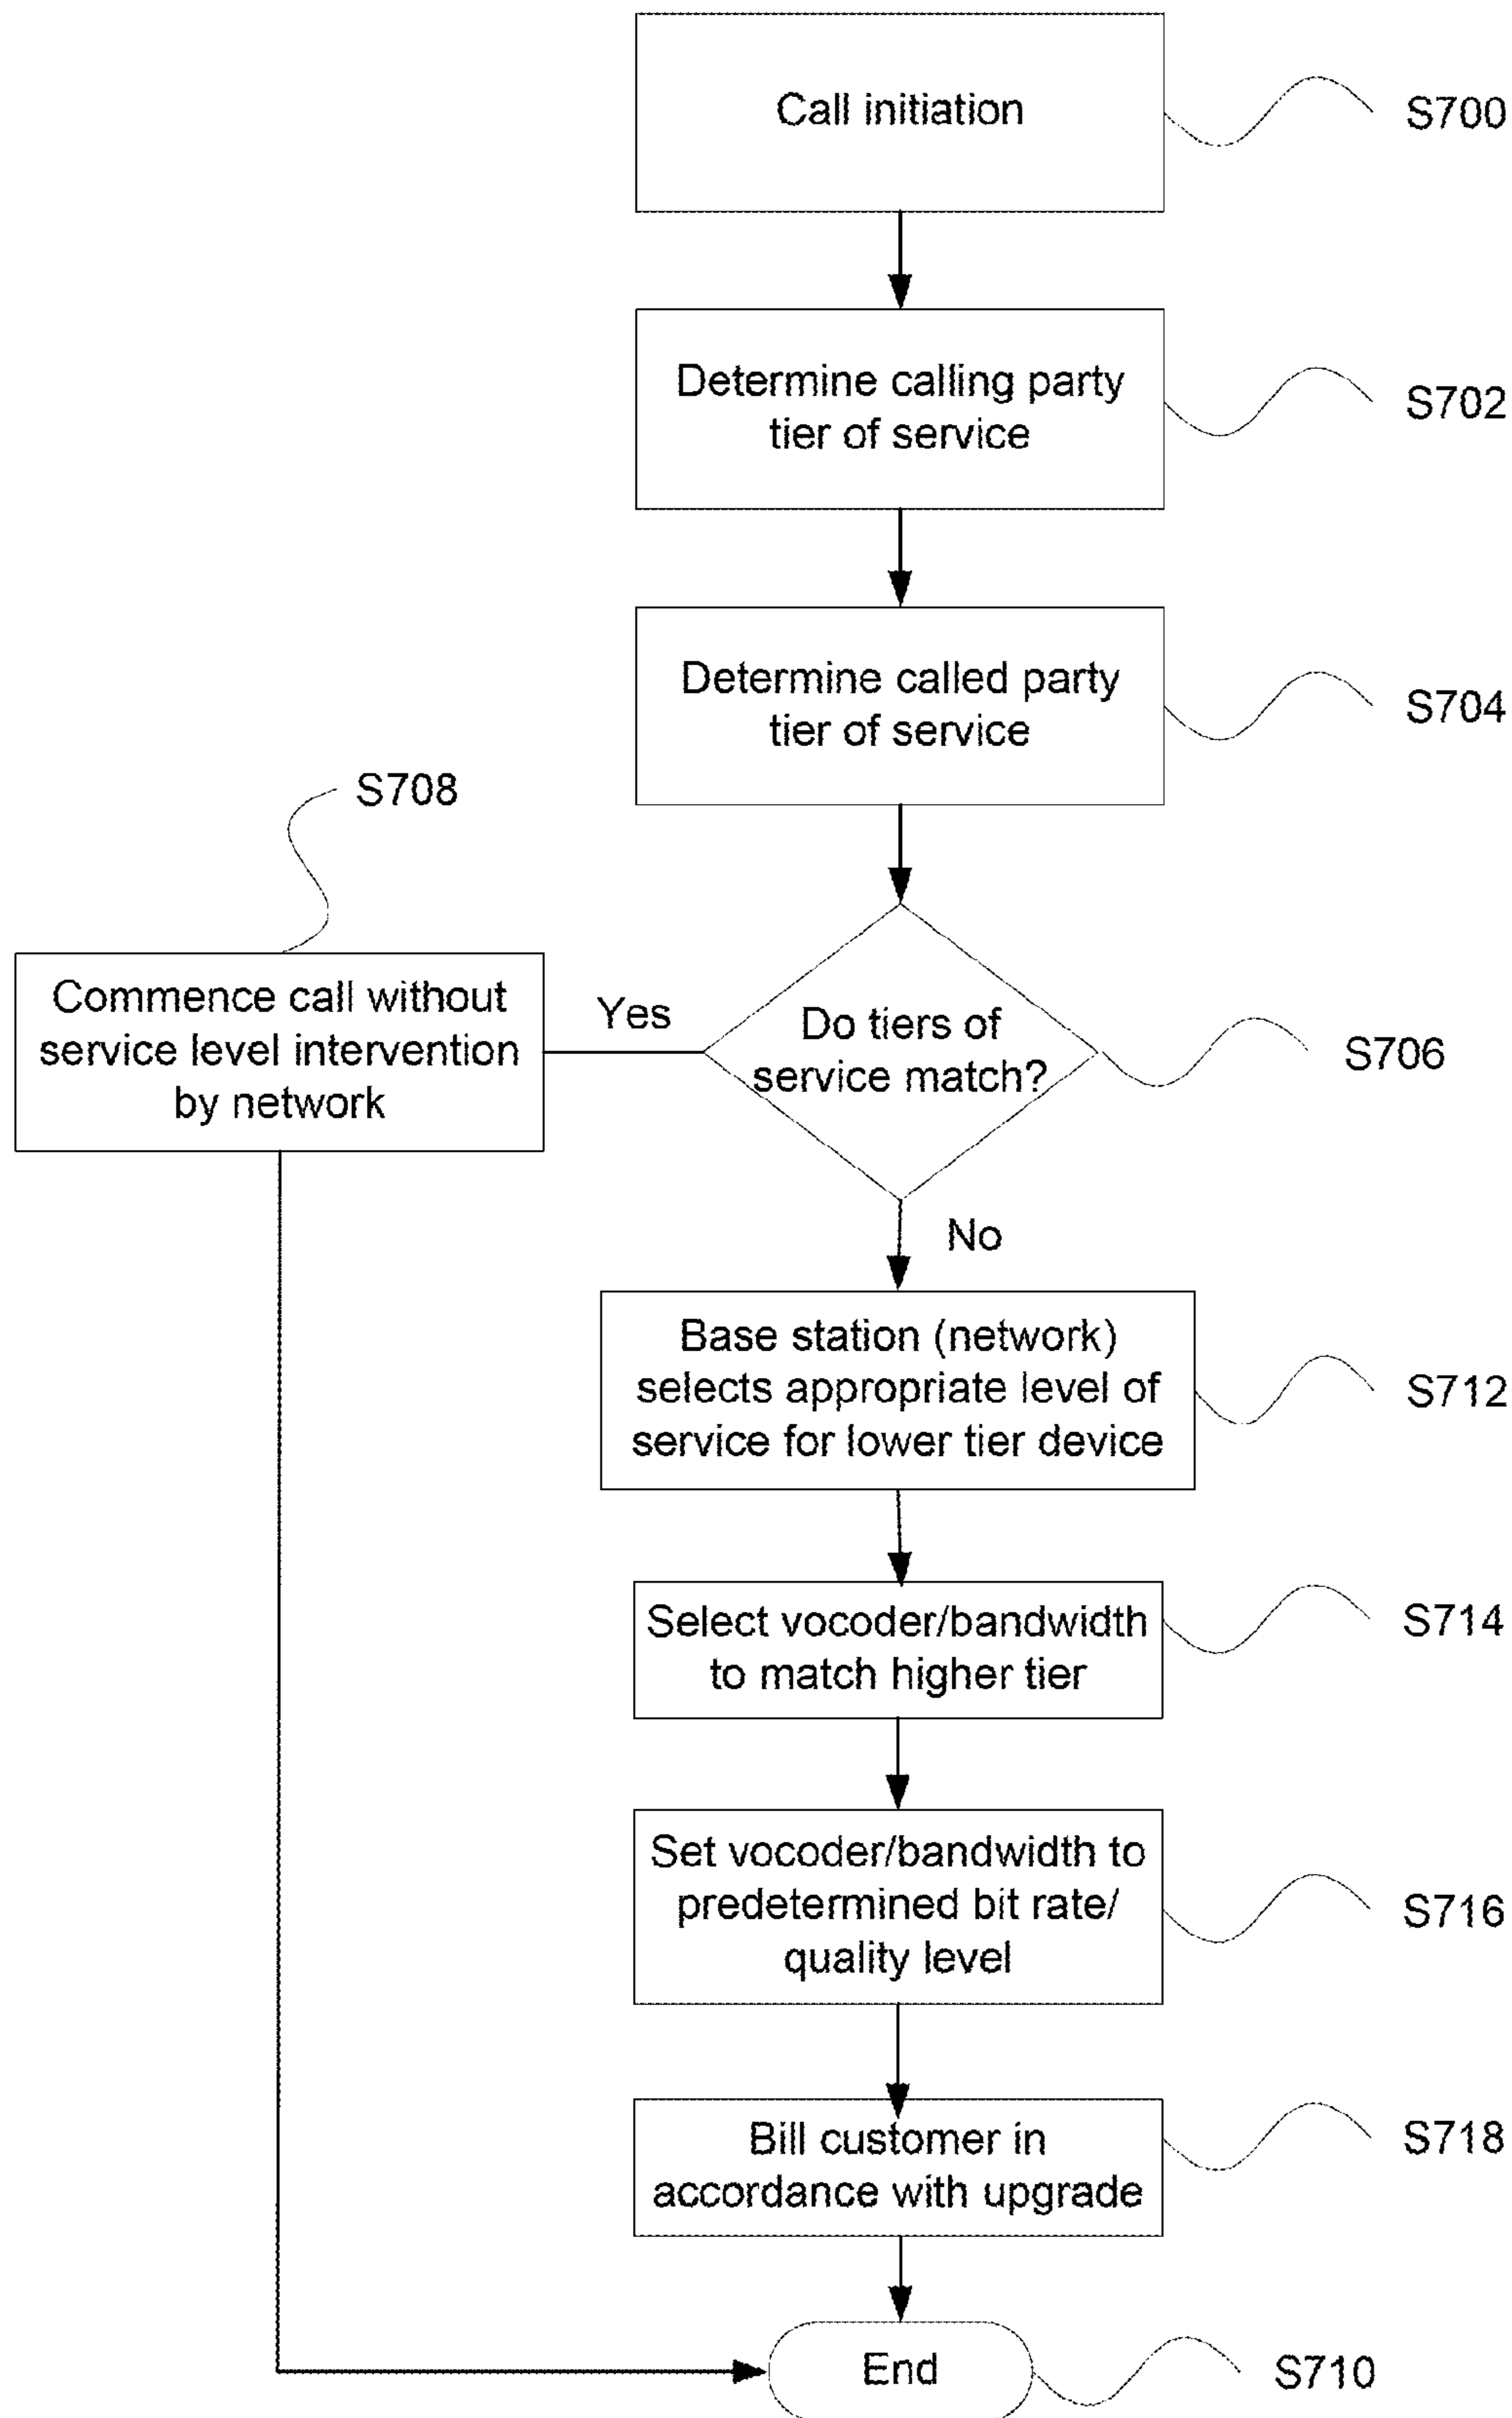 Call initiation
S700
Determine calling party
tier of service
S702
Determine called party
tier of service
S704
S708
Commence call without
service level intervention
by network
Yes
Do tiers of
service match?
S706
No
Base station (network)
selects appropriate level of
service for lower tier device
S712
Select vocoder/bandwidth
to match higher tier
S714
Set vocoder/bandwidth to
predetermined bit rate/
quality level
S716
Bill customer in
accordance with upgrade
S718
End
S710